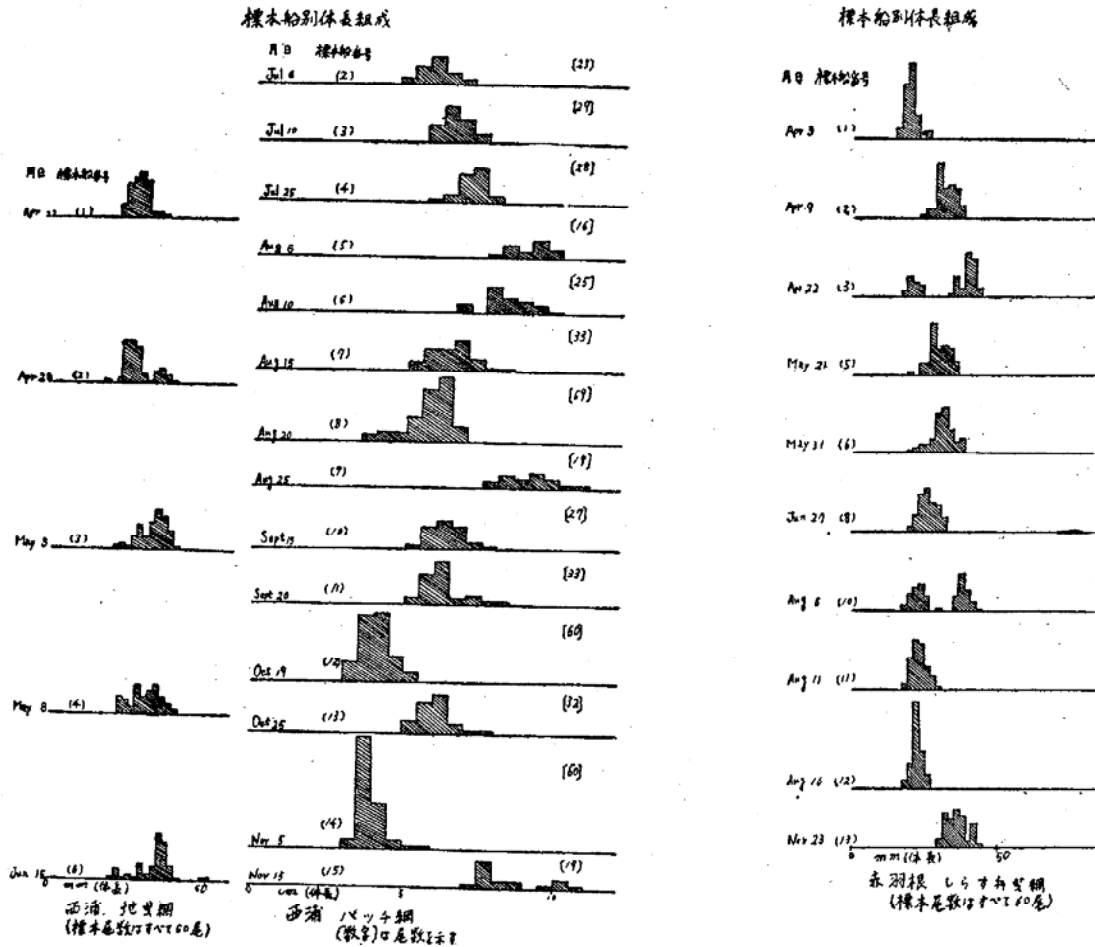 標本船別体長組成
月日 標本船番号
Apr 22 (1)
Apr 28 (2)
May 3 (3)
May 8 (4)
Jun 15 (6)
0 mm (体長) 60
西浦 地曳網
(標本尾数はすべて60尾)
月日 標本船番号
Jul 6 (2) [23]
Jul 10 (3) [29]
Jul 25 (4) [28]
Aug 6 (5) [16]
Aug 10 (6) [25]
Aug 15 (7) [33]
Aug 20 (8) [59]
Aug 25 (9) [19]
Sept 15 (10) [27]
Sept 20 (11) [33]
Oct 19 (12) [60]
Oct 25 (13) [32]
Nov 5 (14) [60]
Nov 13 (15) [19]
0 cm (体長) 5 10
西浦 バッチ網
(数字)は尾数を示す
標本船別体長組成
月日 標本船番号
Apr 3 (1)
Apr 9 (2)
Apr 22 (3)
May 21 (5)
May 31 (6)
Jun 27 (8)
Aug 6 (10)
Aug 11 (11)
Aug 16 (12)
Nov 23 (13)
0 mm (体長) 50
赤羽根 しらす舟曳網
(標本尾数はすべて60尾)